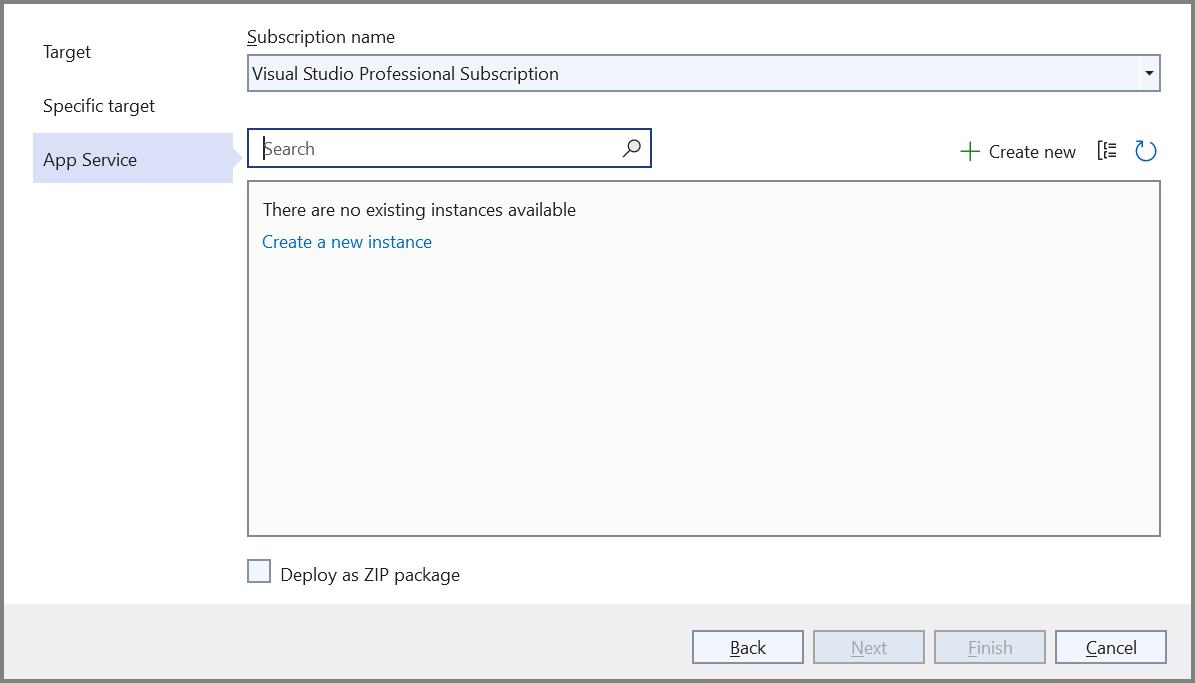 Target
Specific target
App Service
Subscription name
Visual Studio Professional Subscription
Search
Create new
There are no existing instances available
Create a new instance
Deploy as ZIP package
Back
Next
Finish
Cancel